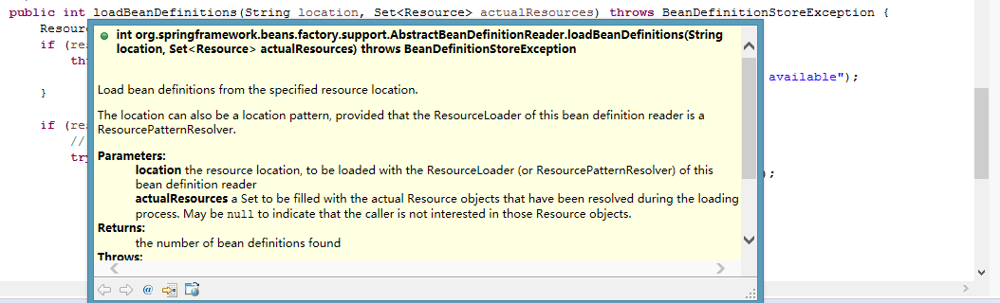 public int loadBeanDefinitions(String location, Set<Resource> actualResources) throws BeanDefinitionStoreException {
int org.springframework.beans.factory.support.AbstractBeanDefinitionReader.loadBeanDefinitions(String
location, Set<Resource> actualResources) throws BeanDefinitionStoreException
if
available");
}
Load bean definitions from the specified resource location.
The location can also be a location pattern, provided that the ResourceLoader of this bean definition reader is a
if
ResourcePatternResolver.
//
Parameters:
location the resource location, to be loaded with the ResourceLoader (or ResourcePatternResolver) of this
);
bean definition reader
actualResources a Set to be filled with the actual Resource objects that have been resolved during the loading
process. May be null to indicate that the caller is not interested in those Resource objects.
Returns:
the number of bean definitions found
Throws:
@